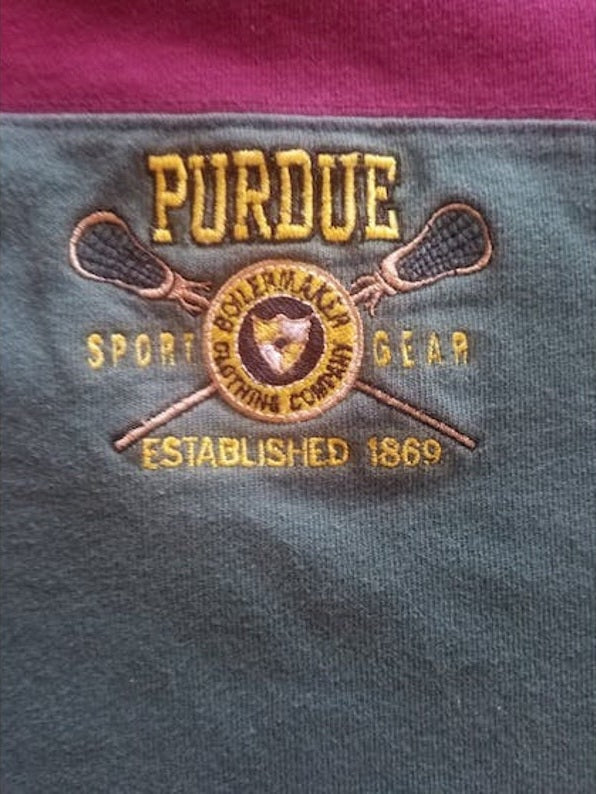 PURDUE
BOILERMAKER
SPORT GEAR
CLOTHING COMPANY
ESTABLISHED 1869